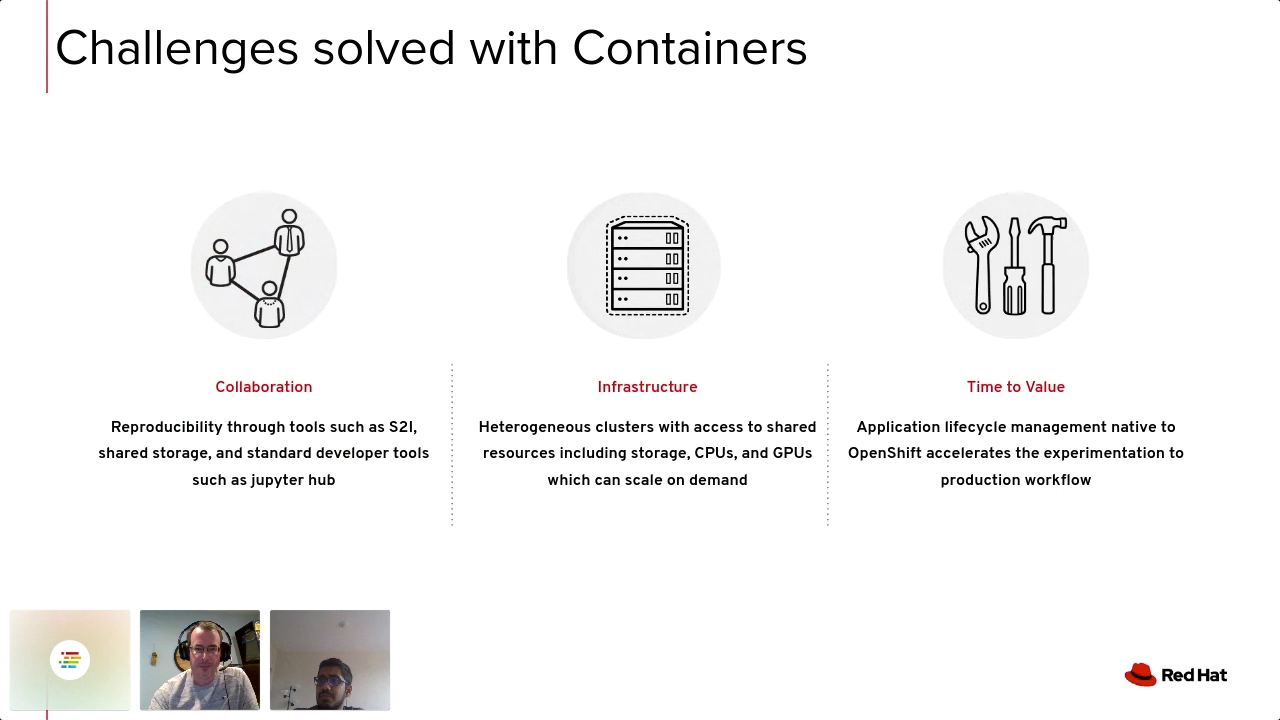 Challenges solved with Containers
Collaboration
Reproducibility through tools such as S2I,
shared storage, and standard developer tools
such as jupyter hub
Infrastructure
Heterogeneous clusters with access to shared
resources including storage, CPUs, and GPUs
which can scale on demand
Time to Value
Application lifecycle management native to
OpenShift accelerates the experimentation to
production workflow
Red Hat